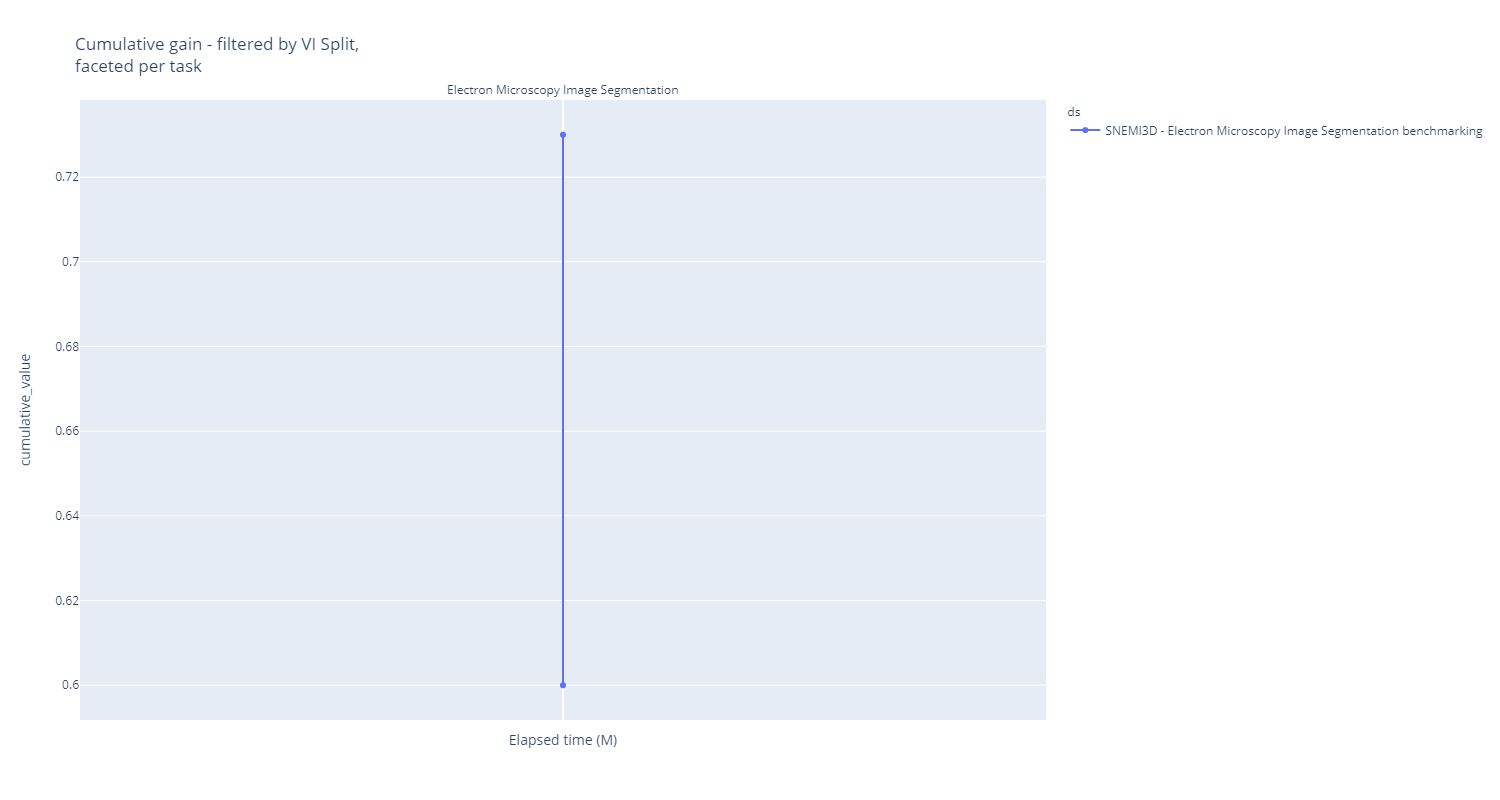 Cumulative gain - filtered by VI Split,
faceted per task
Electron Microscopy Image Segmentation
ds
SNEMI3D - Electron Microscopy Image Segmentation benchmarking
0.72
0.7
0.68
0.66
0.64
0.62
0.6
cumulative_value
Elapsed time (M)